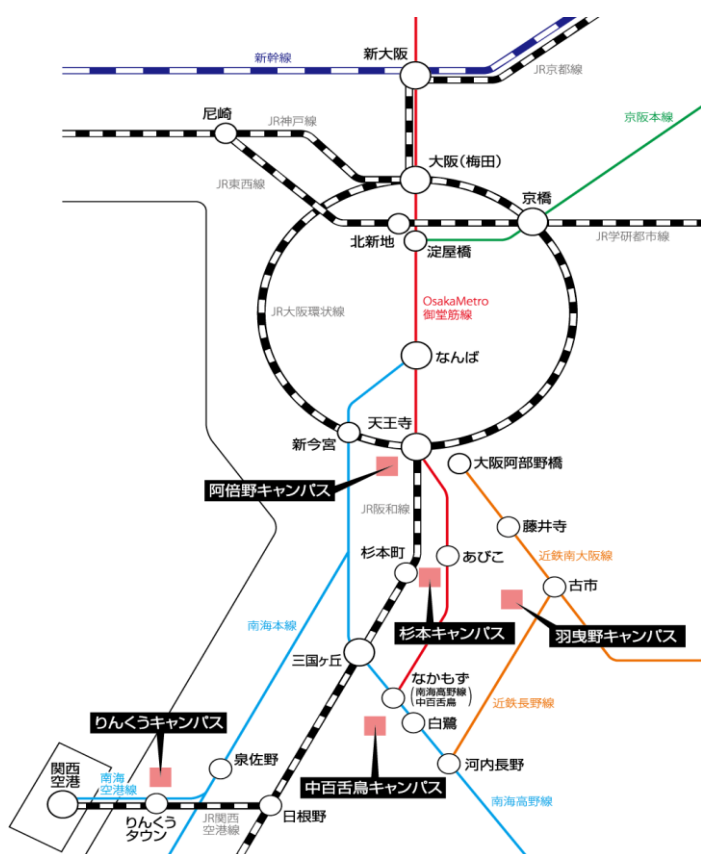 新大阪
新幹線
JR京都線
尼崎
JR神戸線
京阪本線
大阪(梅田)
JR東西線
京橋
北新地
淀屋橋
JR学研都市線
JR大阪環状線
OsakaMetro
御堂筋線
なんば
天王寺
新今宮
大阪阿部野橋
阿倍野キャンパス
JR阪和線
藤井寺
杉本町
あびこ
近鉄南大阪線
古市
南海本線
杉本キャンパス
羽曳野キャンパス
三国ヶ丘
なかもず
(南海高野線
中百舌鳥)
近鉄長野線
りんくうキャンパス
白鷺
泉佐野
関西
空港
南海
空港線
中百舌鳥キャンパス
河内長野
りんくう
タウン
JR関西
空港線
日根野
南海高野線